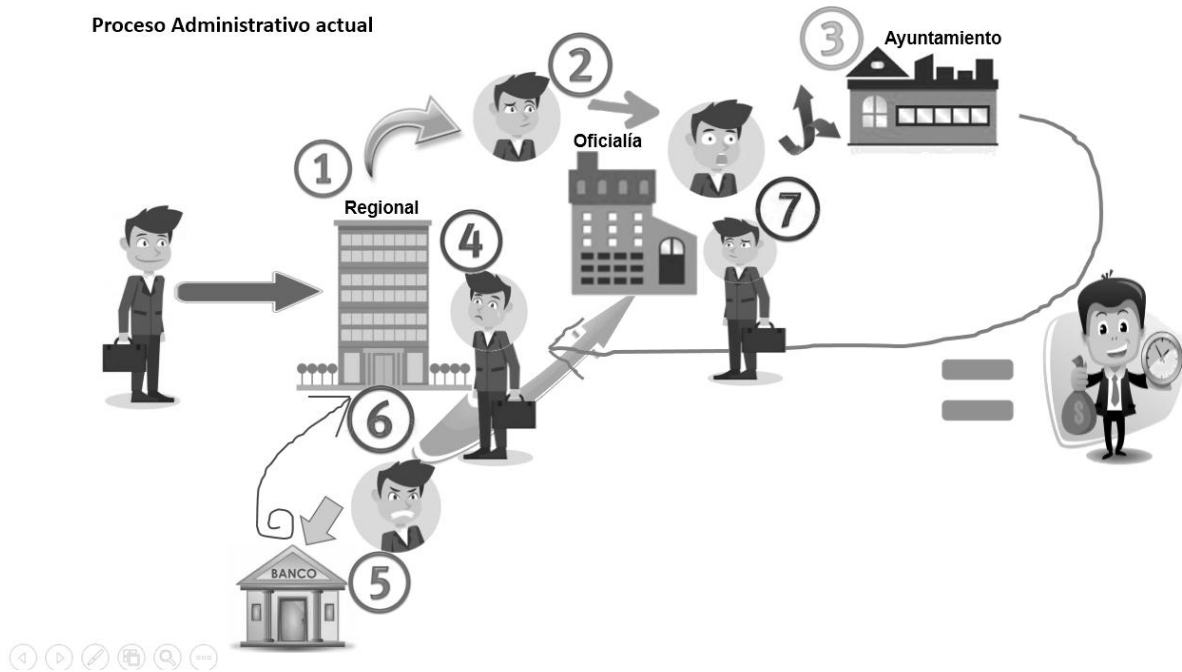 Proceso Administrativo actual
3
Ayuntamiento
2
Oficialía
1
Regional
7
4
6
$
BANCO
5